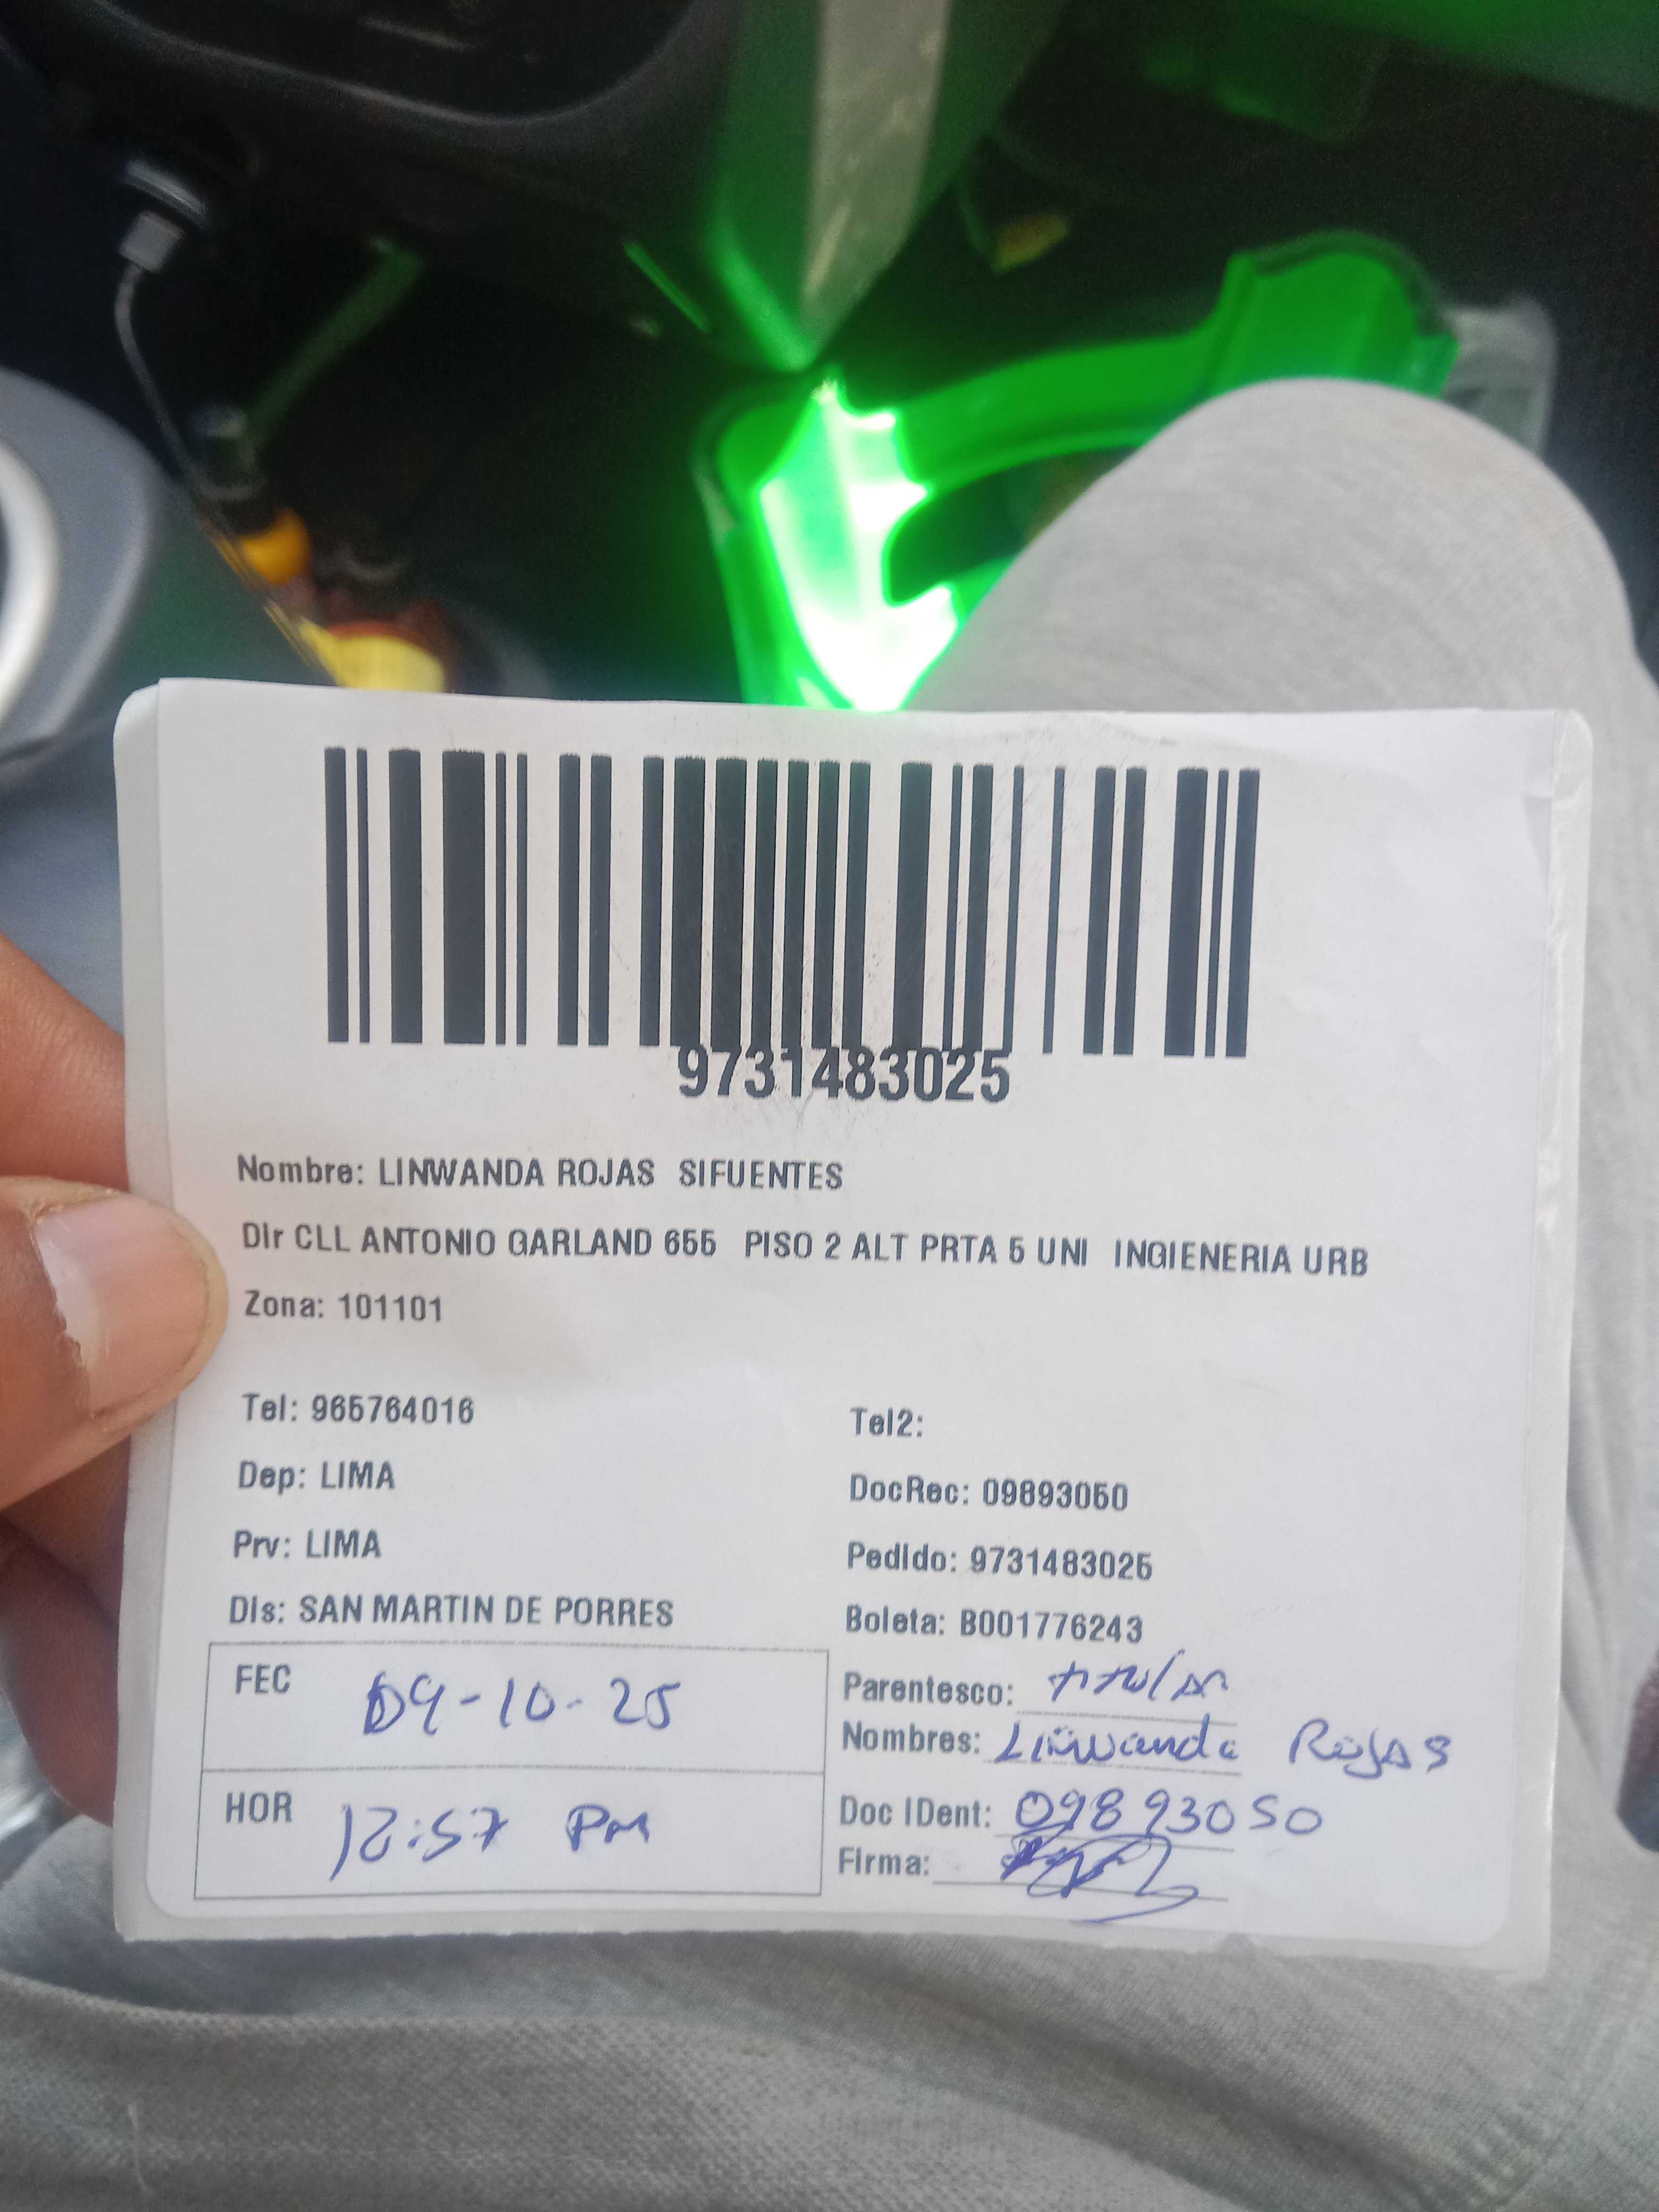 9731483025
Nombre: LINWANDA ROJAS SIFUENTES
Dir CLL ANTONIO GARLAND 655 PISO 2 ALT PRTA 5 UNI INGIENERIA URB
Zona: 101101
Tel: 965764016 Tel2:
Dep: LIMA DocRec: 09893050
Prv: LIMA Pedido: 9731483025
Dis: SAN MARTIN DE PORRES Boleta: B001776243
FEC 09-10-25 Parentesco: titular
Nombres: Linwanda Rojas
HOR 12:57 PM Doc IDent: 09893050
Firma: